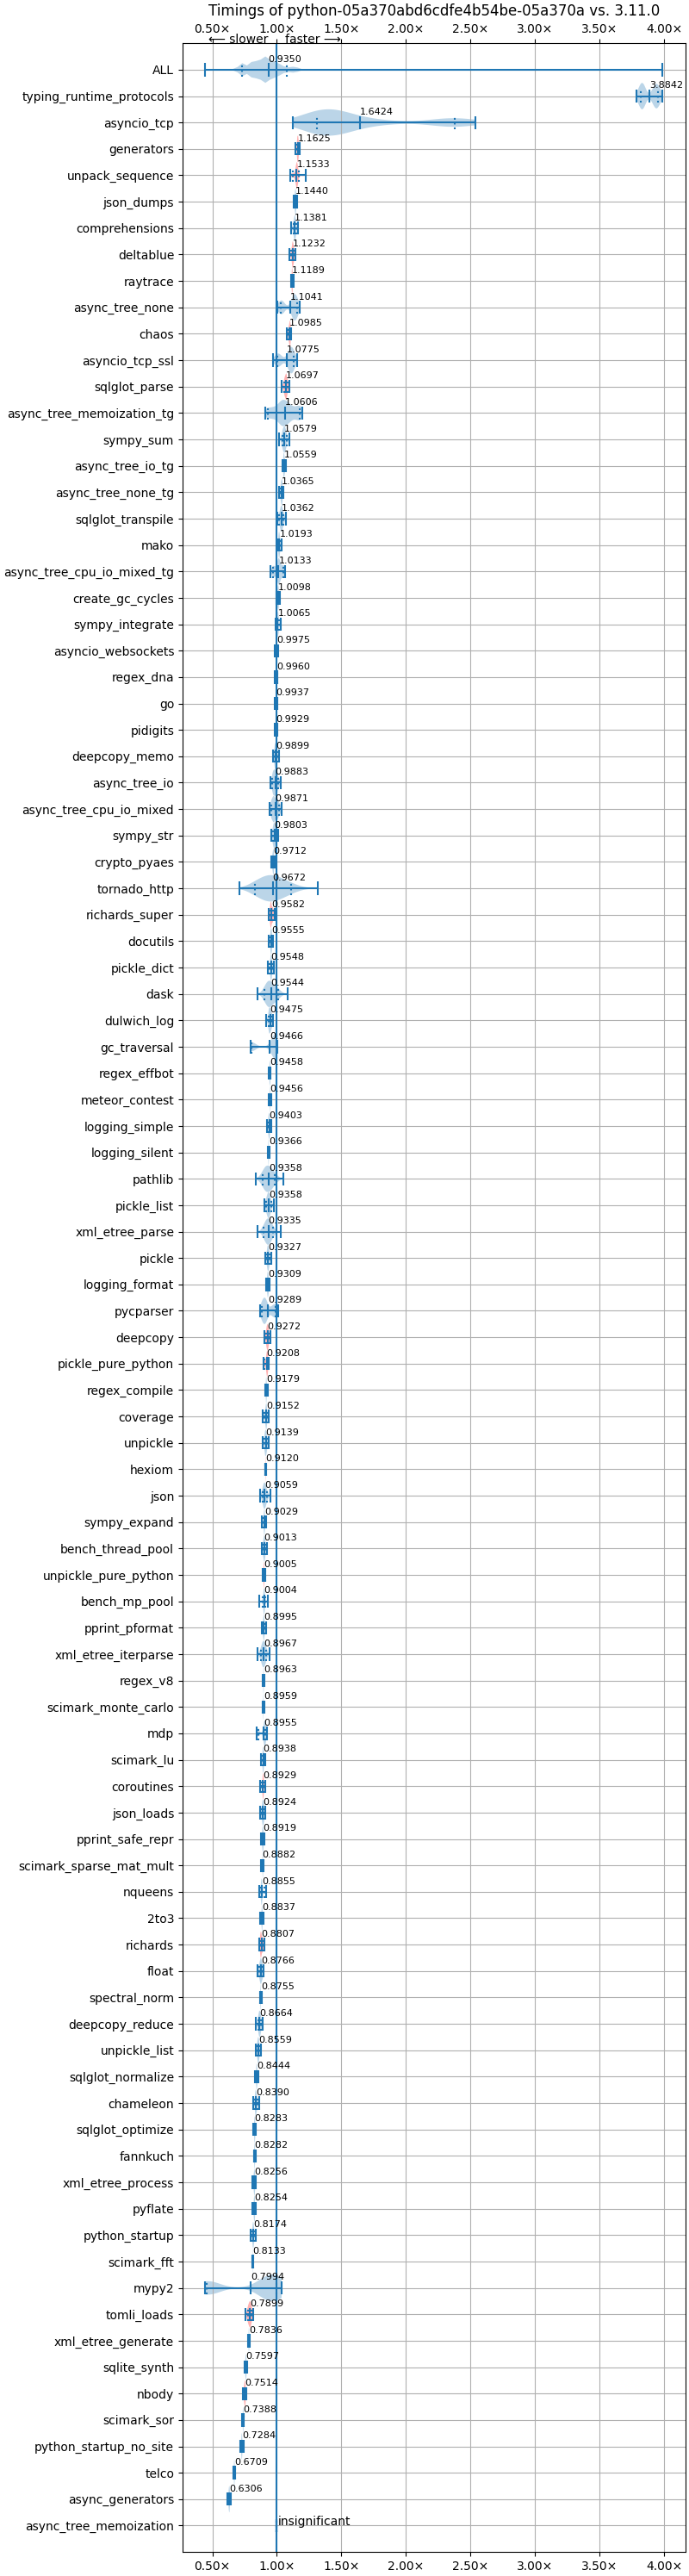 Timings of python-05a370abd6cdfe4b54be-05a370a vs. 3.11.0
0.50× 1.00× 1.50× 2.00× 2.50× 3.00× 3.50× 4.00×
⟵ slower faster ⟶
ALL 0.9350
typing_runtime_protocols 3.8842
asyncio_tcp 1.6424
generators 1.1625
unpack_sequence 1.1533
json_dumps 1.1440
comprehensions 1.1381
deltablue 1.1232
raytrace 1.1189
async_tree_none 1.1041
chaos 1.0985
asyncio_tcp_ssl 1.0775
sqlglot_parse 1.0697
async_tree_memoization_tg 1.0606
sympy_sum 1.0579
async_tree_io_tg 1.0559
async_tree_none_tg 1.0365
sqlglot_transpile 1.0362
mako 1.0193
async_tree_cpu_io_mixed_tg 1.0133
create_gc_cycles 1.0098
sympy_integrate 1.0065
asyncio_websockets 0.9975
regex_dna 0.9960
go 0.9937
pidigits 0.9929
deepcopy_memo 0.9899
async_tree_io 0.9883
async_tree_cpu_io_mixed 0.9871
sympy_str 0.9803
crypto_pyaes 0.9712
tornado_http 0.9672
richards_super 0.9582
docutils 0.9555
pickle_dict 0.9548
dask 0.9544
dulwich_log 0.9475
gc_traversal 0.9466
regex_effbot 0.9458
meteor_contest 0.9456
logging_simple 0.9403
logging_silent 0.9366
pathlib 0.9358
pickle_list 0.9358
xml_etree_parse 0.9335
pickle 0.9327
logging_format 0.9309
pycparser 0.9289
deepcopy 0.9272
pickle_pure_python 0.9208
regex_compile 0.9179
coverage 0.9152
unpickle 0.9139
hexiom 0.9120
json 0.9059
sympy_expand 0.9029
bench_thread_pool 0.9013
unpickle_pure_python 0.9005
bench_mp_pool 0.9004
pprint_pformat 0.8995
xml_etree_iterparse 0.8967
regex_v8 0.8963
scimark_monte_carlo 0.8959
mdp 0.8955
scimark_lu 0.8938
coroutines 0.8929
json_loads 0.8924
pprint_safe_repr 0.8919
scimark_sparse_mat_mult 0.8882
nqueens 0.8855
2to3 0.8837
richards 0.8807
float 0.8766
spectral_norm 0.8755
deepcopy_reduce 0.8664
unpickle_list 0.8559
sqlglot_normalize 0.8444
chameleon 0.8390
sqlglot_optimize 0.8283
fannkuch 0.8282
xml_etree_process 0.8256
pyflate 0.8254
python_startup 0.8174
scimark_fft 0.8133
mypy2 0.7994
tomli_loads 0.7899
xml_etree_generate 0.7836
sqlite_synth 0.7597
nbody 0.7514
scimark_sor 0.7388
python_startup_no_site 0.7284
telco 0.6709
async_generators 0.6306
async_tree_memoization insignificant
0.50× 1.00× 1.50× 2.00× 2.50× 3.00× 3.50× 4.00×